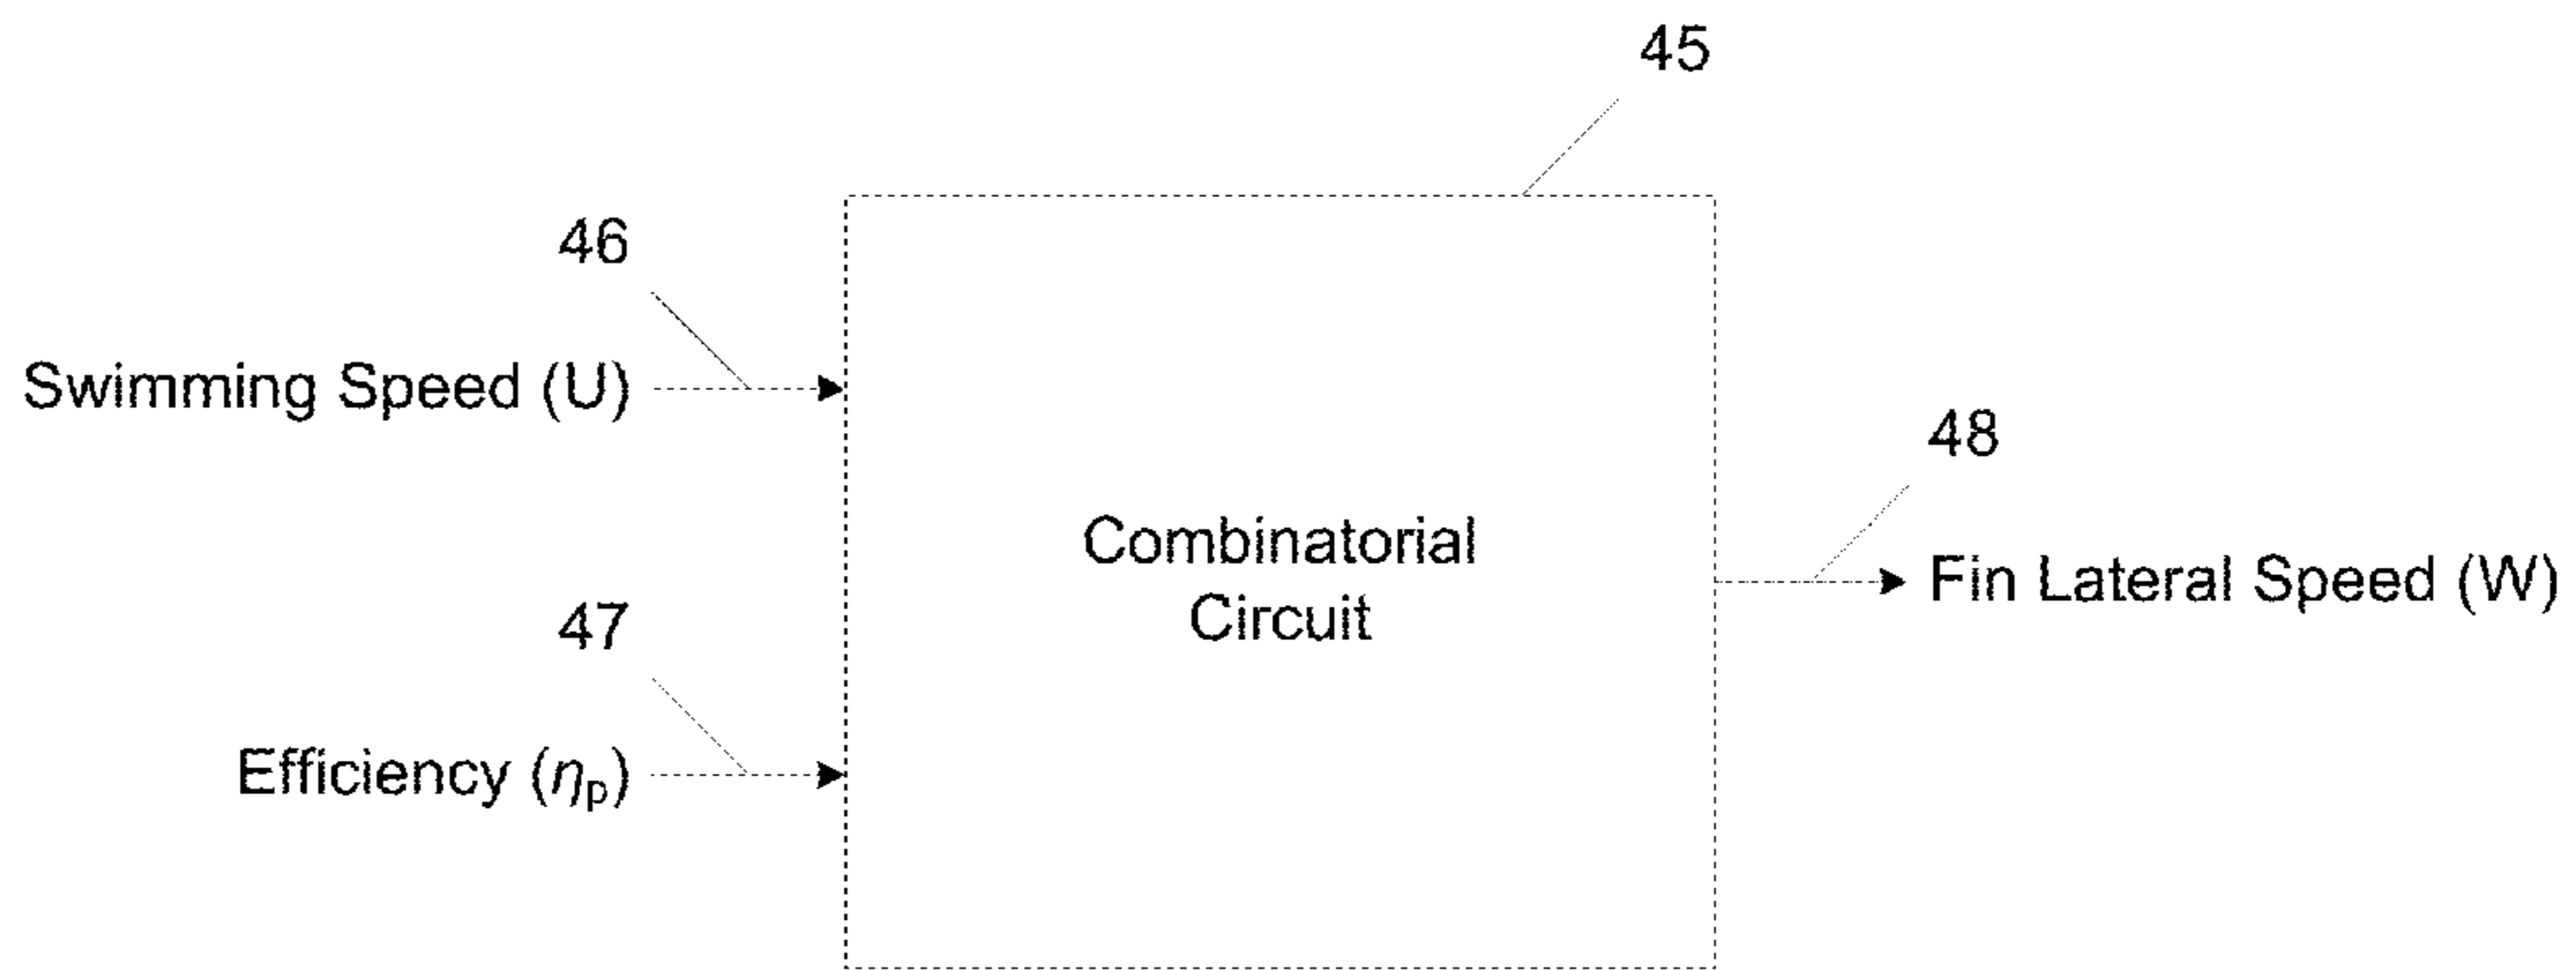 45
46
Swimming Speed (U)
48
Combinatorial
Circuit
Fin Lateral Speed (W)
47
Efficiency (ηp)